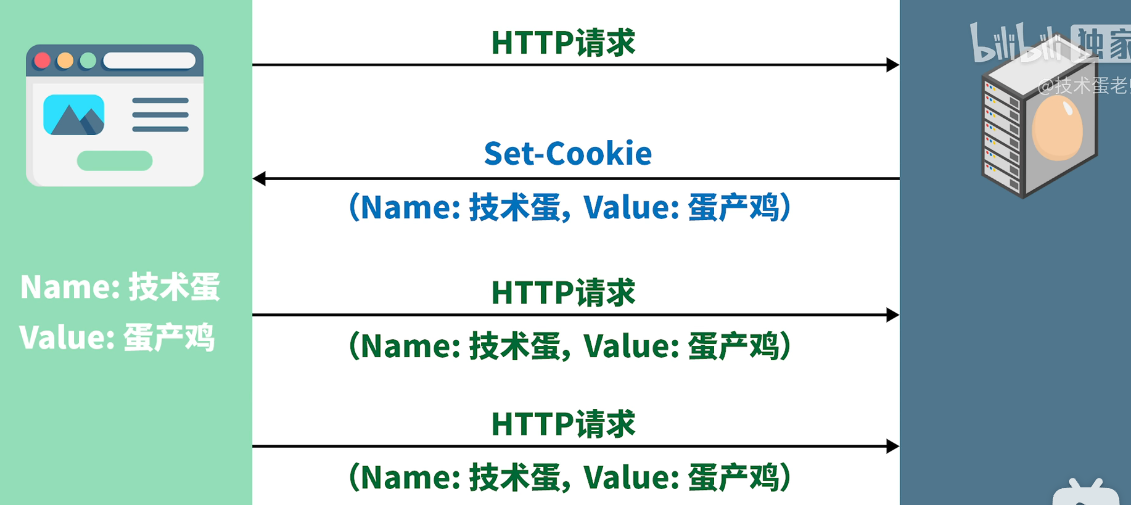 HTTP请求
bilibili 独家
@技术蛋老
Set-Cookie
（Name: 技术蛋，Value: 蛋产鸡）
Name: 技术蛋
Value: 蛋产鸡
HTTP请求
（Name: 技术蛋，Value: 蛋产鸡）
HTTP请求
（Name: 技术蛋，Value: 蛋产鸡）